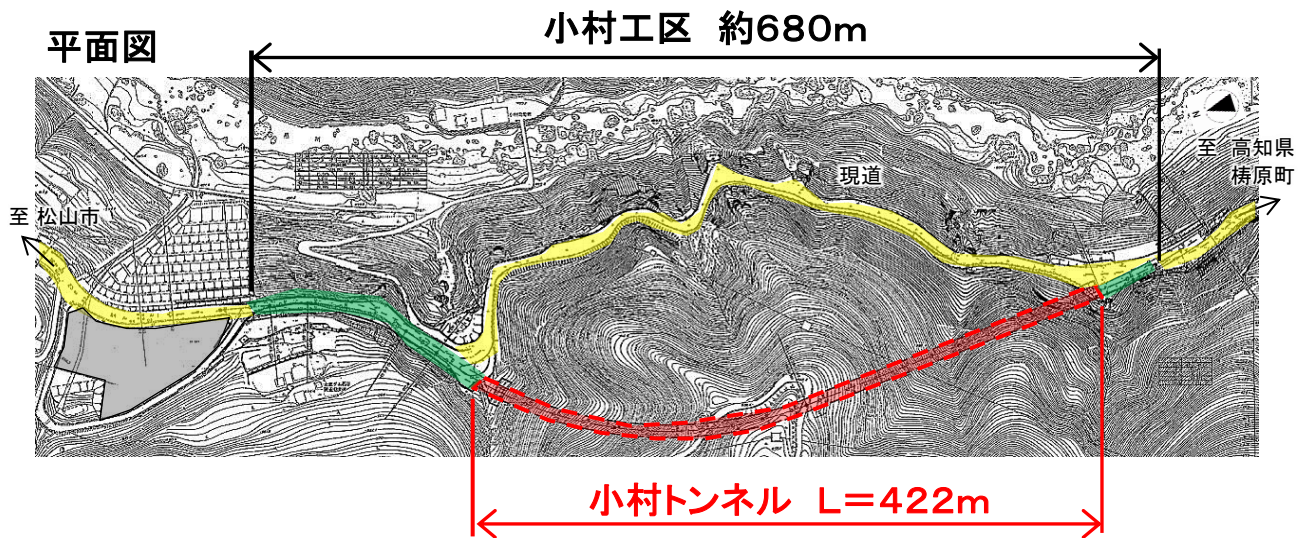 平面図
小村工区 約680m
至 高知県
梼原町
現道
至 松山市
小村トンネル L=422m